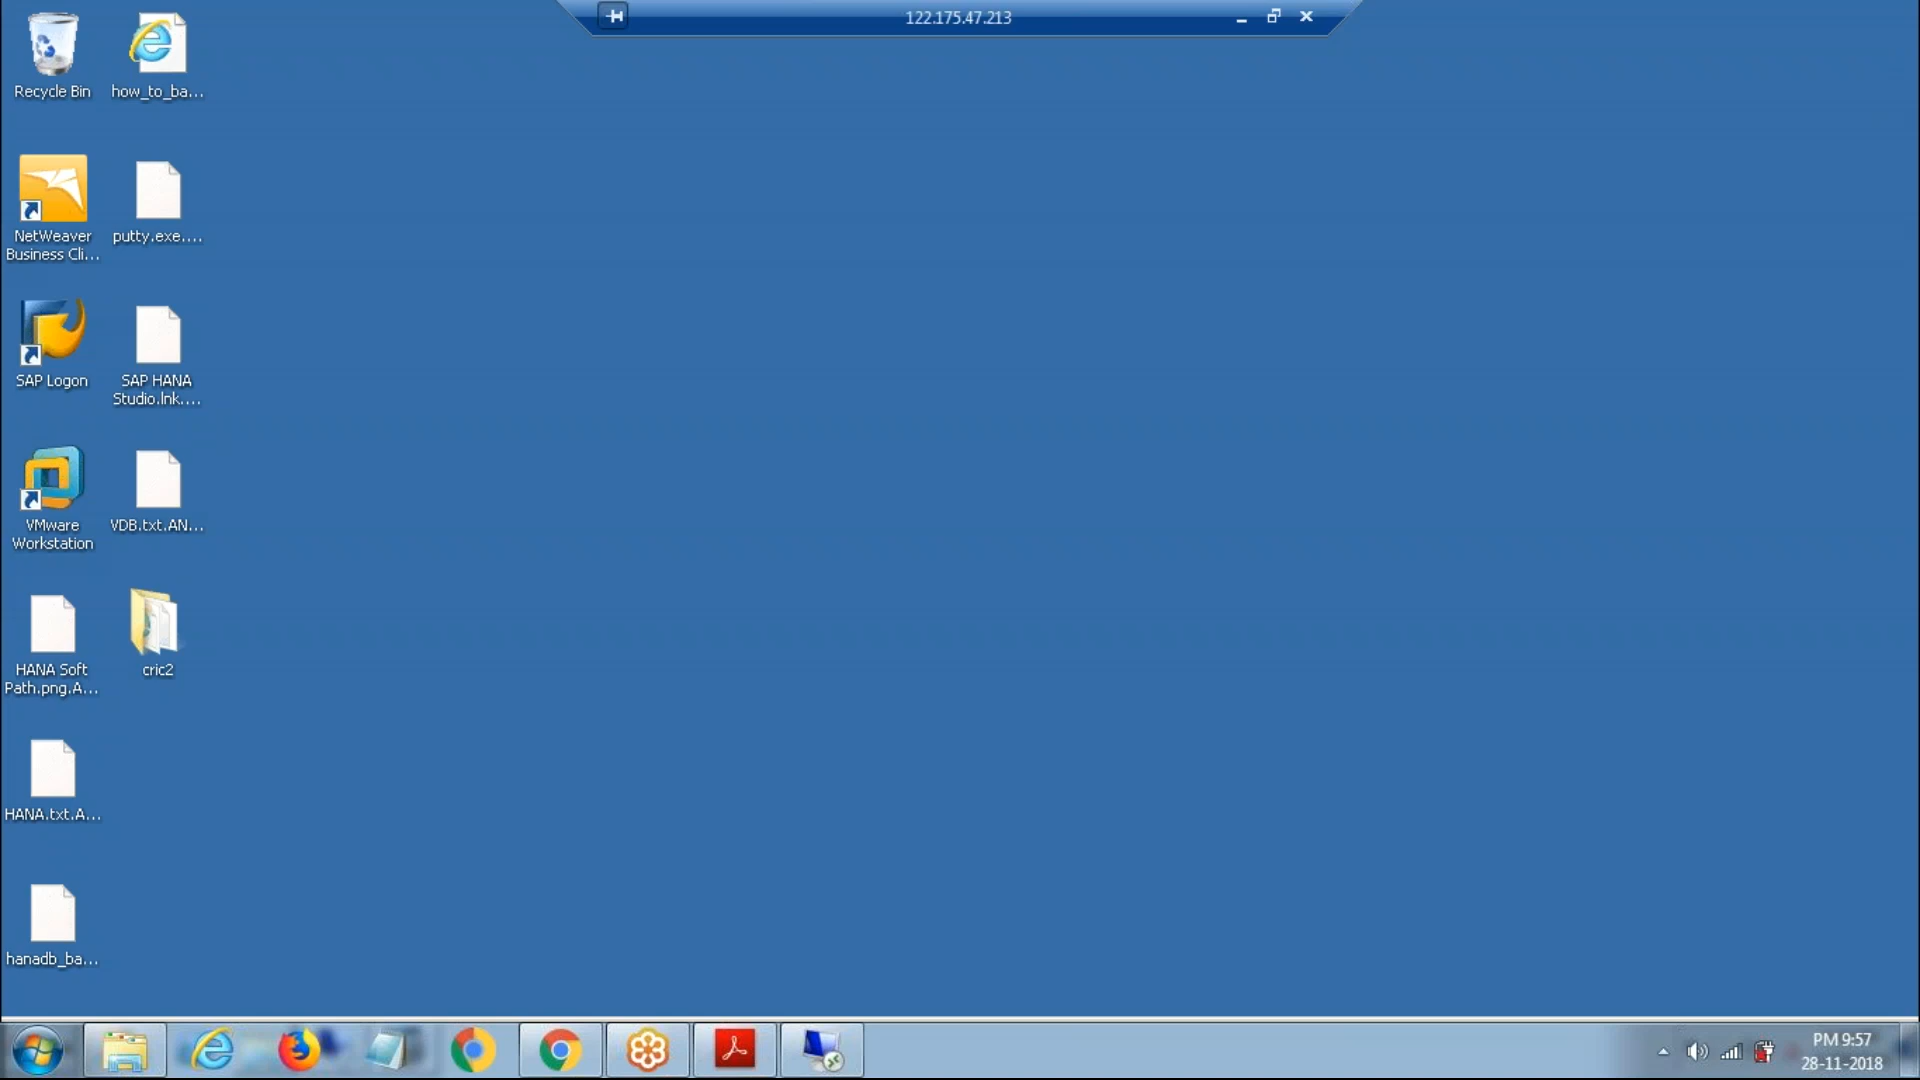 122.175.47.213
Recycle Bin
how_to_ba...
NetWeaver
Business Cli...
putty.exe....
SAP Logon
SAP HANA
Studio.lnk....
VMware
Workstation
VDB.txt.AN...
HANA Soft
Path.png.A...
cric2
HANA.txt.A...
hanadb_ba...
PM 9:57
28-11-2018